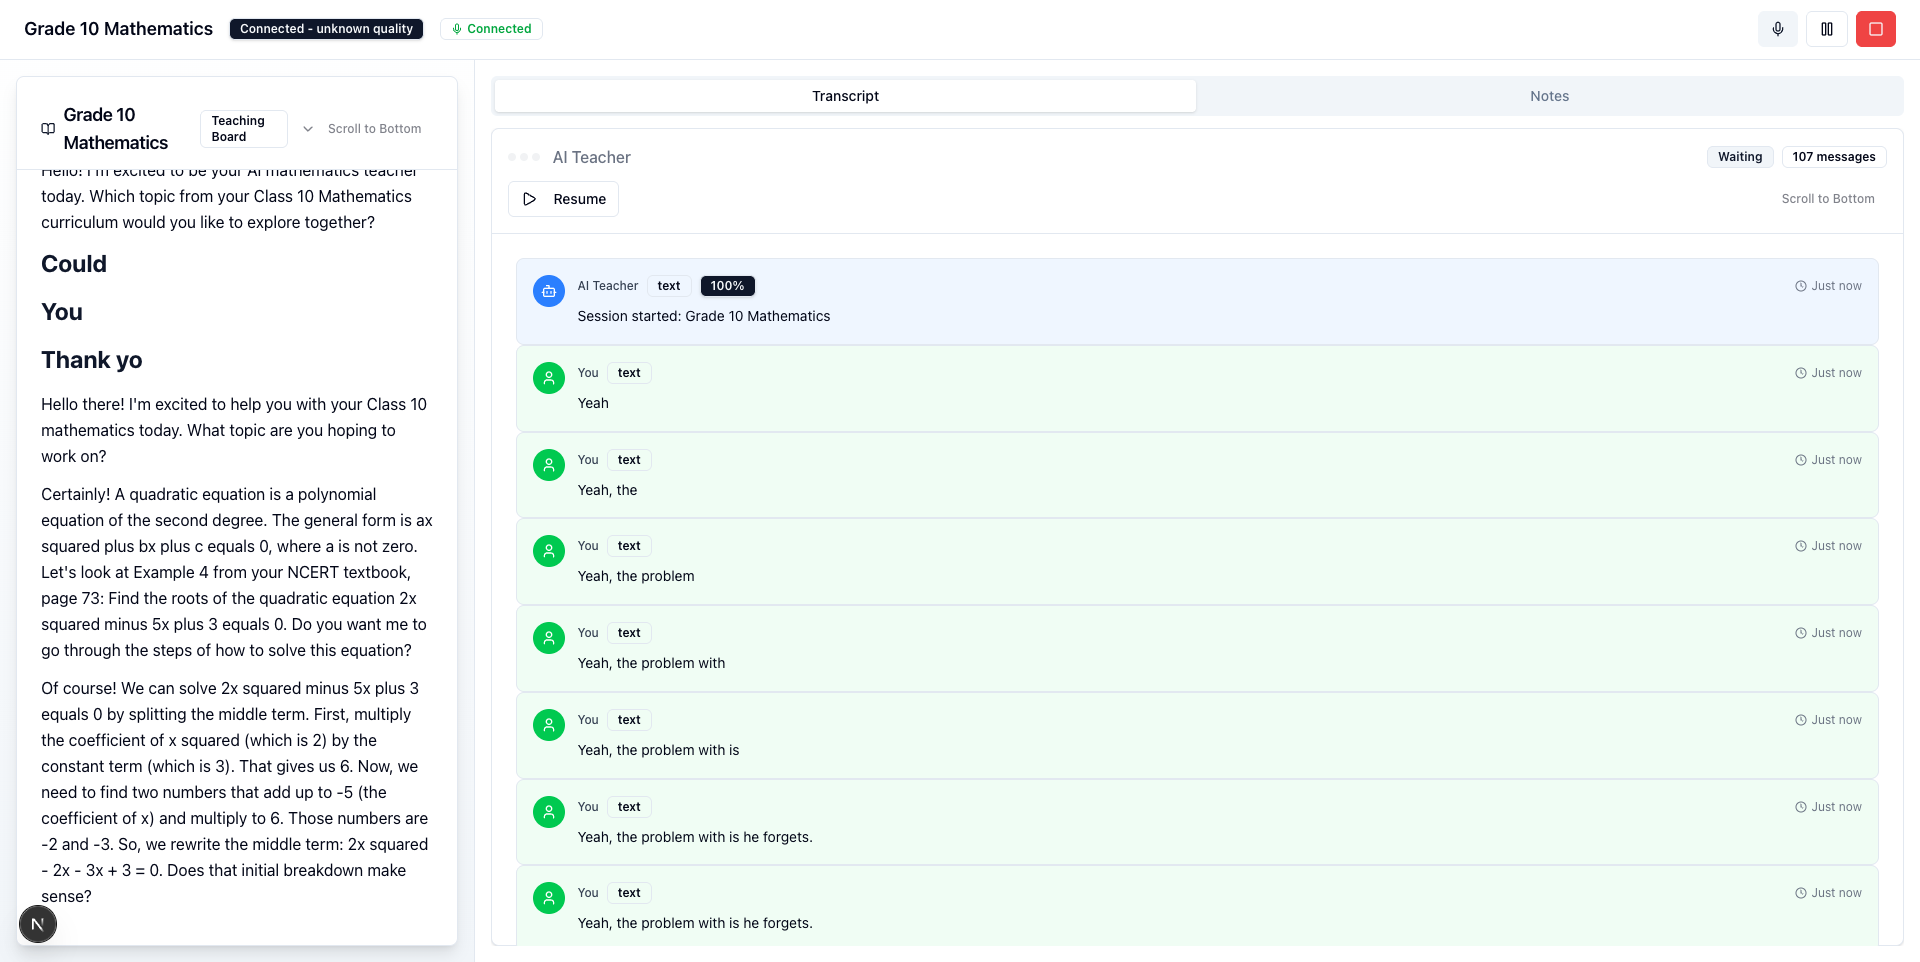 Grade 10 Mathematics
Connected - unknown quality
Connected
Grade 10
Mathematics
Teaching
Board
Scroll to Bottom
Hello! I'm excited to be your AI mathematics teacher
today. Which topic from your Class 10 Mathematics
curriculum would you like to explore together?
Could
You
Thank yo
Hello there! I'm excited to help you with your Class 10
mathematics today. What topic are you hoping to
work on?
Certainly! A quadratic equation is a polynomial
equation of the second degree. The general form is ax
squared plus bx plus c equals 0, where a is not zero.
Let's look at Example 4 from your NCERT textbook,
page 73: Find the roots of the quadratic equation 2x
squared minus 5x plus 3 equals 0. Do you want me to
go through the steps of how to solve this equation?
Of course! We can solve 2x squared minus 5x plus 3
equals 0 by splitting the middle term. First, multiply
the coefficient of x squared (which is 2) by the
constant term (which is 3). That gives us 6. Now, we
need to find two numbers that add up to -5 (the
coefficient of x) and multiply to 6. Those numbers are
-2 and -3. So, we rewrite the middle term: 2x squared
- 2x - 3x + 3 = 0. Does that initial breakdown make
sense?
N
Transcript
Notes
AI Teacher
Waiting
107 messages
Resume
Scroll to Bottom
AI Teacher text 100% Just now
Session started: Grade 10 Mathematics
You text Just now
Yeah
You text Just now
Yeah, the
You text Just now
Yeah, the problem
You text Just now
Yeah, the problem with
You text Just now
Yeah, the problem with is
You text Just now
Yeah, the problem with is he forgets.
You text Just now
Yeah, the problem with is he forgets.